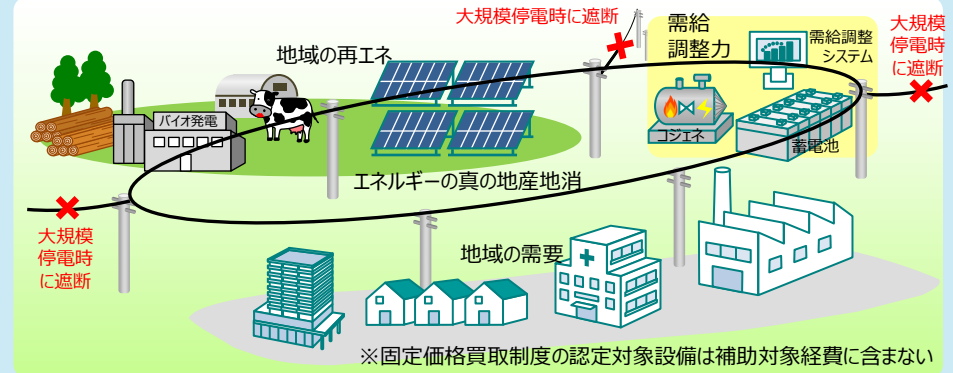 大規模停電時に遮断
需給
調整力
需給調整
システム
大規模
停電時
に遮断
地域の再エネ
バイオ発電
コジェネ
蓄電池
エネルギーの真の地産地消
大規模
停電時
に遮断
地域の需要
※固定価格買取制度の認定対象設備は補助対象経費に含まない